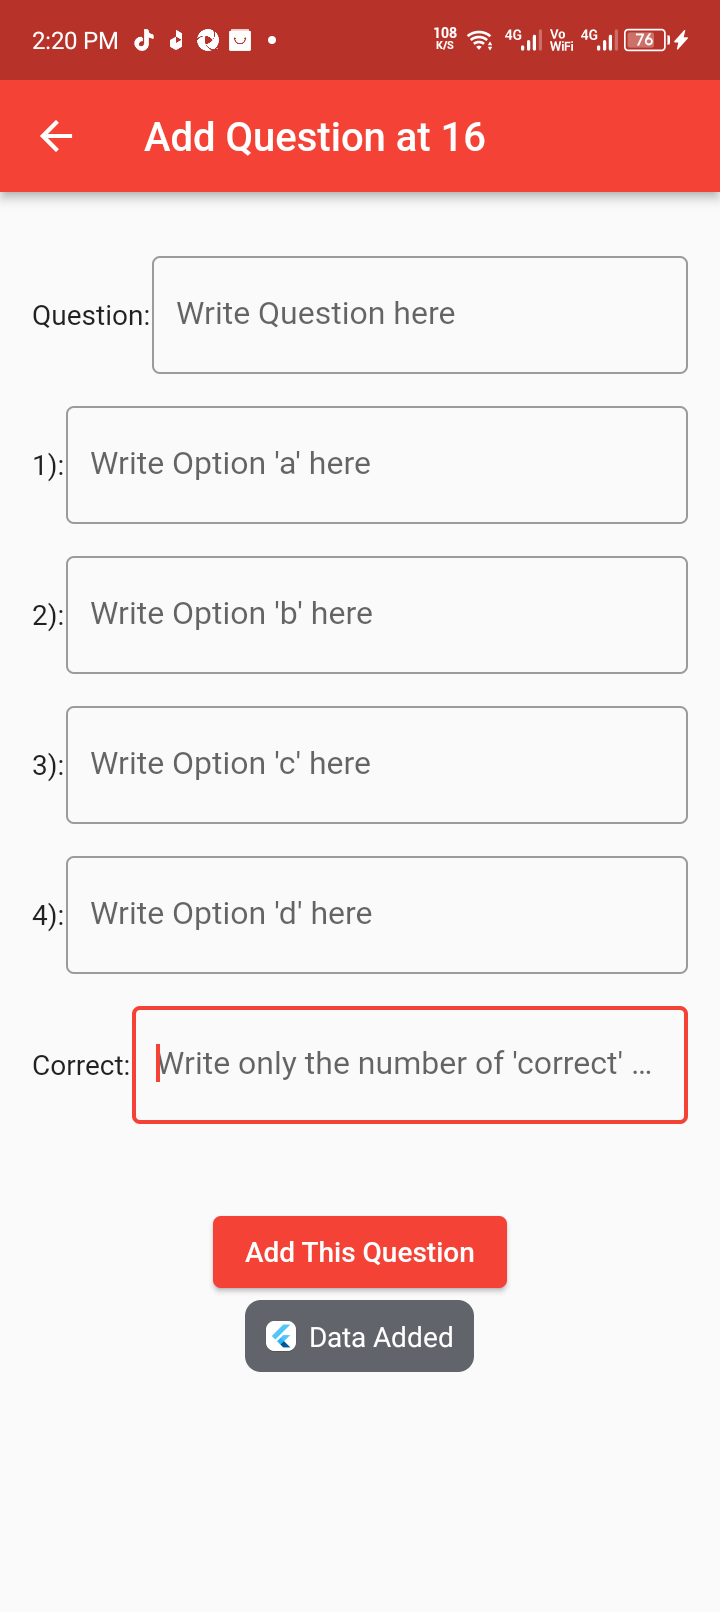 2:20 PM 108 K/S 4G Vo WiFi 4G 76
Add Question at 16
Question: Write Question here
1): Write Option 'a' here
2): Write Option 'b' here
3): Write Option 'c' here
4): Write Option 'd' here
Correct: Write only the number of 'correct' ...
Add This Question
Data Added